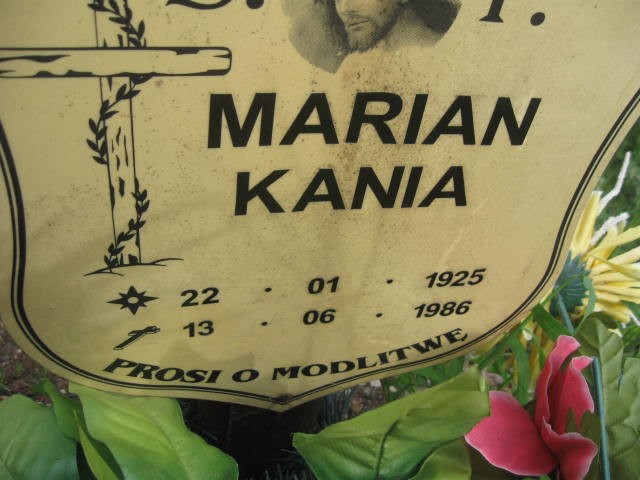 MARIAN
KANIA
22 · 01 · 1925
13 · 06 · 1986
PROSI O MODLITWĘ